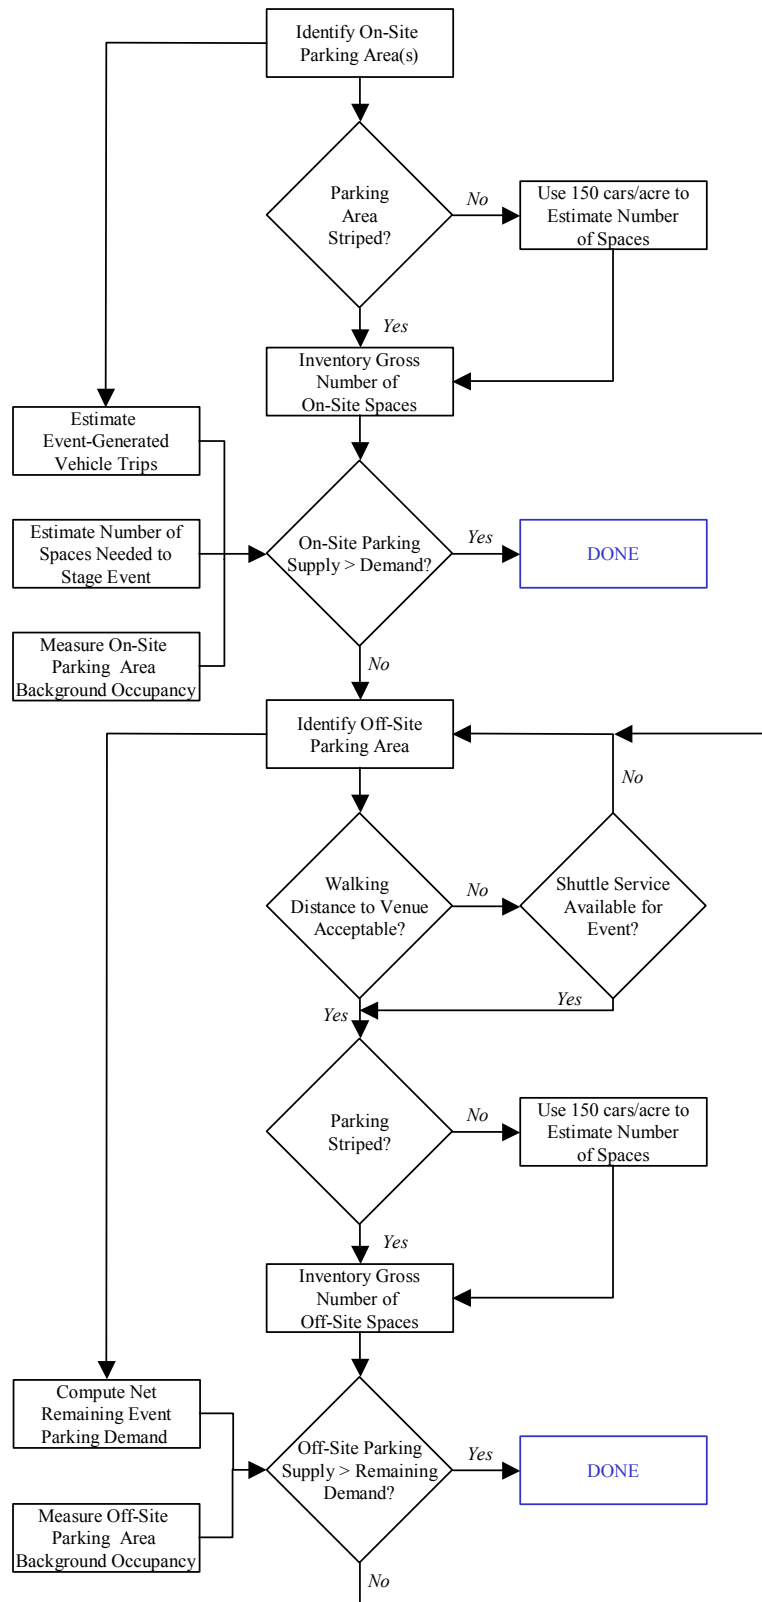 Identify On-Site
Parking Area(s)
Parking
Area
Striped?
No
Use 150 cars/acre to
Estimate Number
of Spaces
Yes
Inventory Gross
Number of
On-Site Spaces
Estimate
Event-Generated
Vehicle Trips
Estimate Number of
Spaces Needed to
Stage Event
On-Site Parking
Supply > Demand?
Yes
DONE
Measure On-Site
Parking Area
Background Occupancy
No
Identify Off-Site
Parking Area
No
Walking
Distance to Venue
Acceptable?
No
Shuttle Service
Available for
Event?
Yes
Yes
Parking
Striped?
No
Use 150 cars/acre to
Estimate Number
of Spaces
Yes
Inventory Gross
Number of
Off-Site Spaces
Compute Net
Remaining Event
Parking Demand
Off-Site Parking
Supply > Remaining
Demand?
Yes
DONE
Measure Off-Site
Parking Area
Background Occupancy
No